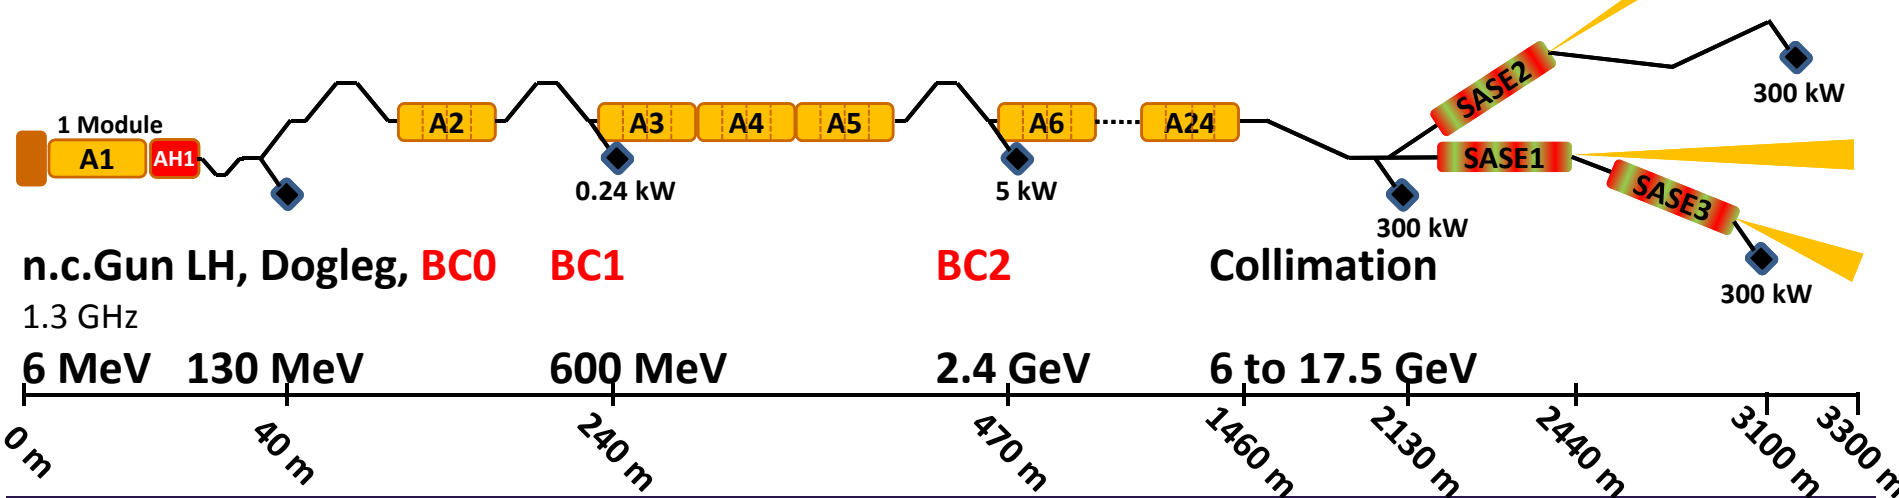 1 Module
A1
AH1
A2
A3
A4
A5
A6
A24
SASE2
SASE1
SASE3
300 kW
0.24 kW
5 kW
300 kW
300 kW
n.c.Gun LH, Dogleg, BC0 BC1 BC2 Collimation
1.3 GHz
6 MeV 130 MeV 600 MeV 2.4 GeV 6 to 17.5 GeV
0 m
40 m
240 m
470 m
1460 m
2130 m
2440 m
3100 m
3300 m